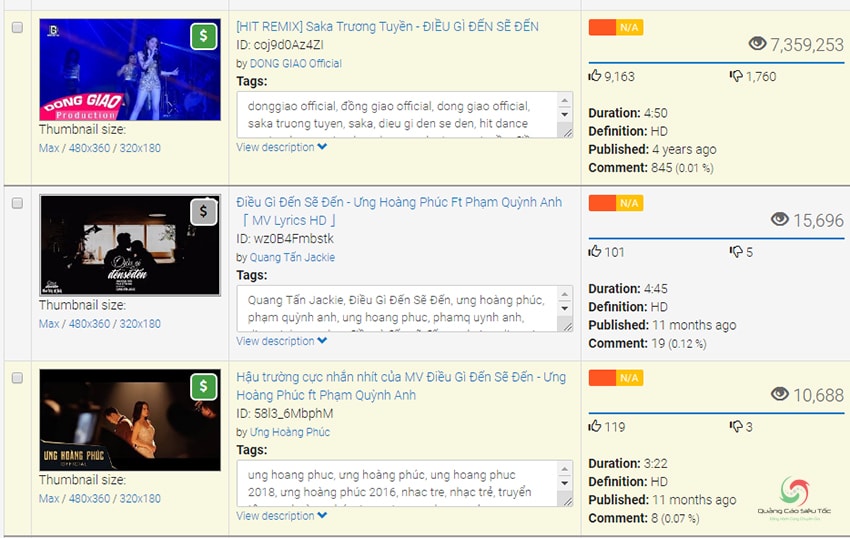 $
DONG GIAO
Production
Thumbnail size:
Max / 480x360 / 320x180
[HIT REMIX] Saka Trương Tuyền - ĐIỀU GÌ ĐẾN SẼ ĐẾN
ID: coj9d0Az4ZI
by DONG GIAO Official
Tags:
donggiao official, đồng giao official, dong giao official,
saka truong tuyen, saka, dieu gi den se den, hit dance
View description
N/A
7,359,253
9,163 1,760
Duration: 4:50
Definition: HD
Published: 4 years ago
Comment: 845 (0.01 %)
$
Điều gì
đến sẽ đến
Thumbnail size:
Max / 480x360 / 320x180
Điều Gì Đến Sẽ Đến - Ưng Hoàng Phúc Ft Phạm Quỳnh Anh
「 MV Lyrics HD 」
ID: wz0B4Fmbstk
by Quang Tấn Jackie
Tags:
Quang Tấn Jackie, Điều Gì Đến Sẽ Đến, ưng hoàng phúc,
phạm quỳnh anh, ung hoang phuc, phamq uynh anh,
View description
N/A
15,696
101 5
Duration: 4:45
Definition: HD
Published: 11 months ago
Comment: 19 (0.12 %)
$
ƯNG HOÀNG PHÚC
OFFICIAL
Thumbnail size:
Max / 480x360 / 320x180
Hậu trường cực nhắn nhít của MV Điều Gì Đến Sẽ Đến - Ưng
Hoàng Phúc ft Phạm Quỳnh Anh
ID: 58l3_6MbphM
by Ưng Hoàng Phúc
Tags:
ung hoang phuc, ưng hoàng phúc, ung hoang phuc
2018, ưng hoàng phúc 2016, nhac tre, nhạc trẻ, truyền
View description
N/A
10,688
119 3
Duration: 3:22
Definition: HD
Published: 11 months ago
Comment: 8 (0.07 %)
Quảng Cáo Siêu Tốc